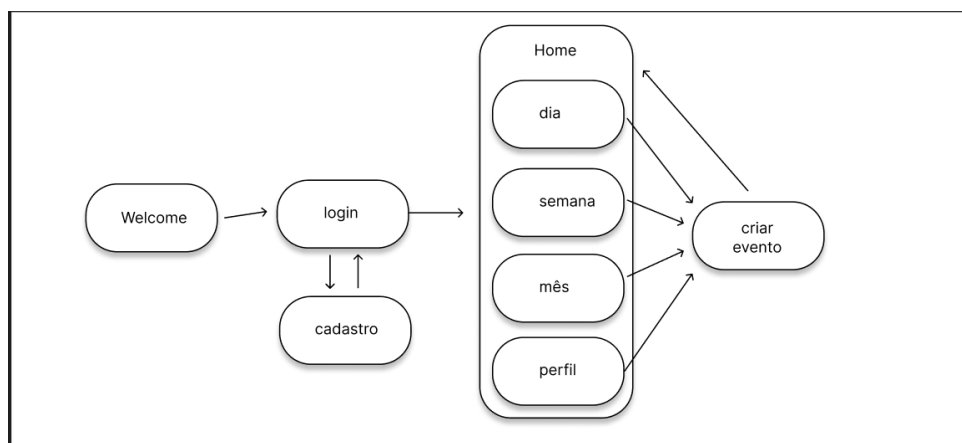 Welcome
login
cadastro
Home
dia
semana
mês
perfil
criar
evento